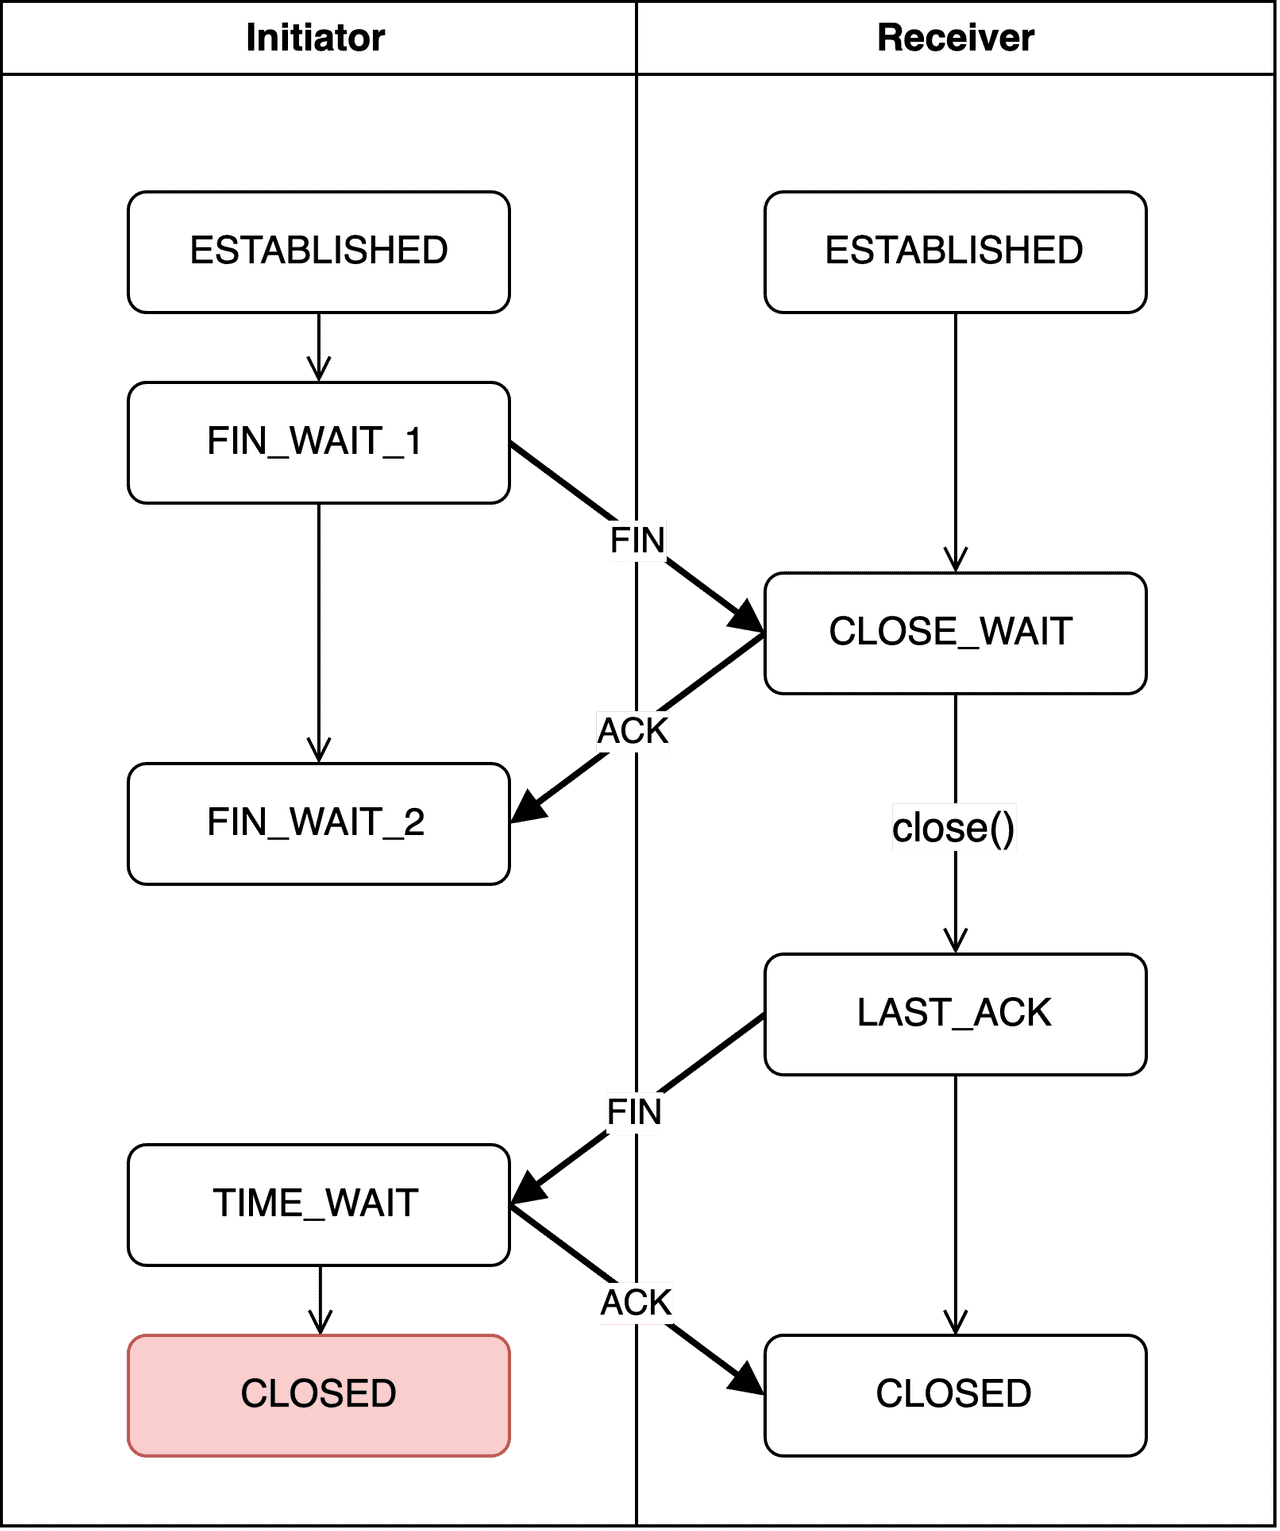 Initiator
Receiver
ESTABLISHED
ESTABLISHED
FIN_WAIT_1
FIN
CLOSE_WAIT
ACK
FIN_WAIT_2
close()
LAST_ACK
FIN
TIME_WAIT
ACK
CLOSED
CLOSED